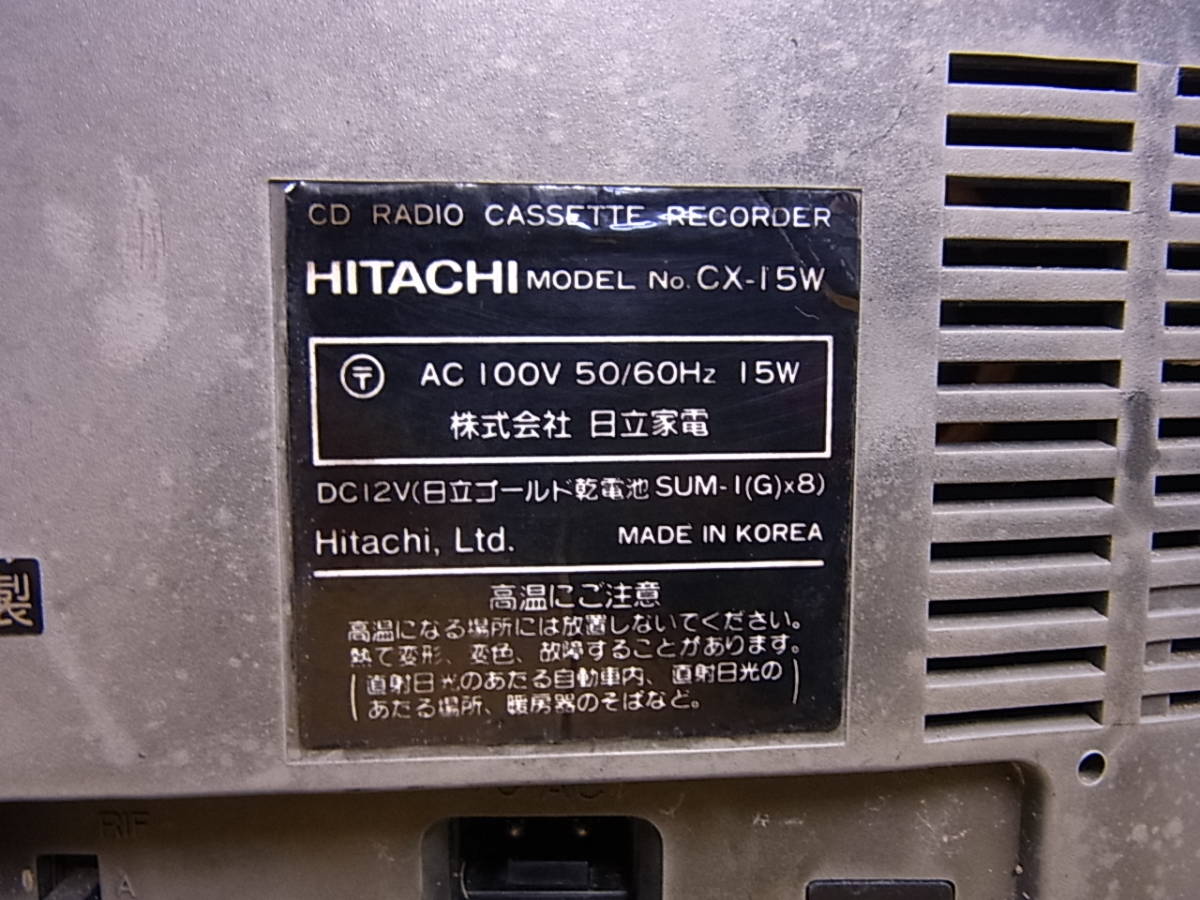 CD RADIO CASSETTE RECORDER
HITACHI MODEL No. CX-15W
〒 AC 100V 50/60Hz 15W
株式会社 日立家電
DC12V(日立ゴールド乾電池 SUM-1(G)×8)
Hitachi, Ltd. MADE IN KOREA
高温にご注意
高温になる場所には放置しないてください。
熱て変形、変色、故障することがあります。
(直射日光のあたる自動車内、直射日光の
あたる場所、暖房器のそばなど。)
製
A